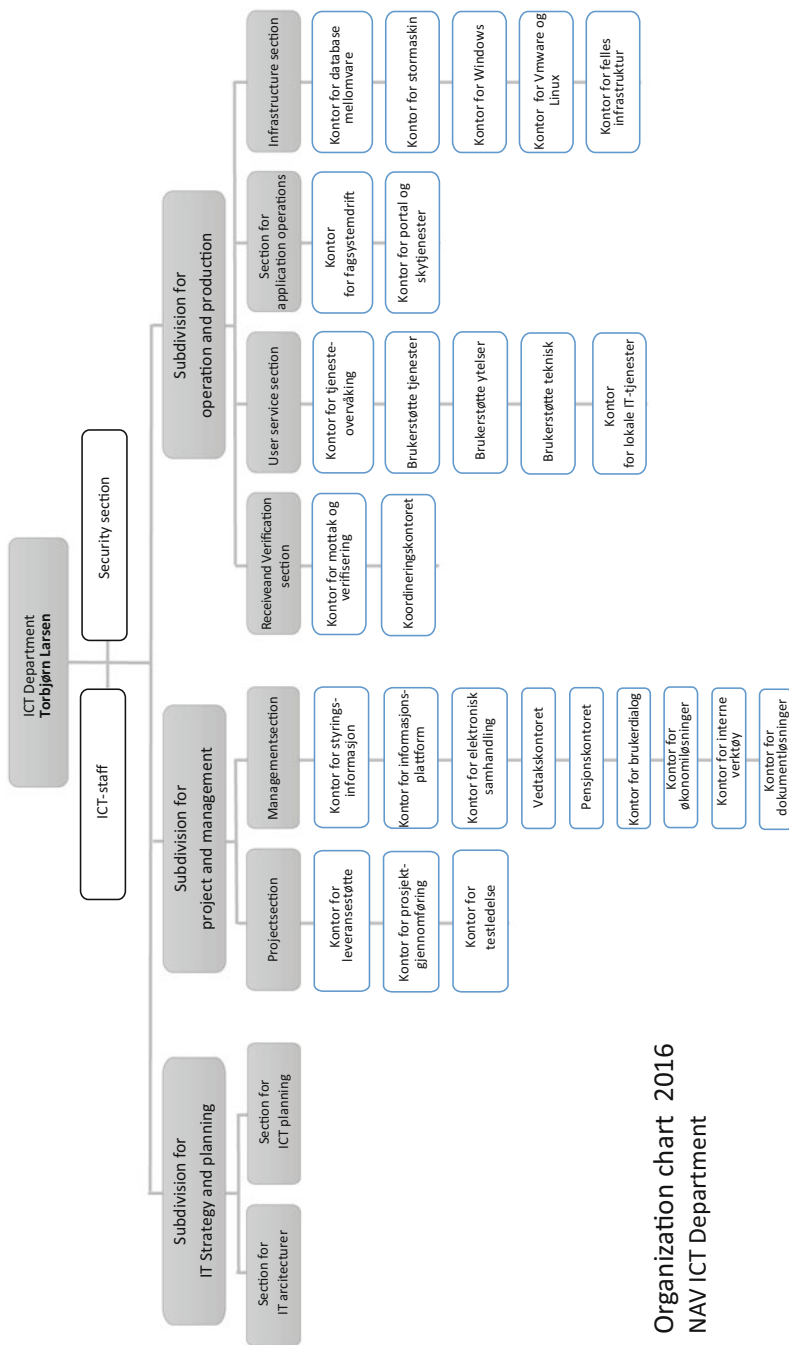 ICT Department
Torbjørn Larsen
ICT-staff
Security section
Subdivision for
IT Strategy and planning
Section for
IT arcitecturer
Section for
ICT planning
Subdivision for
project and management
Projectsection
Kontor for
leveransestøtte
Kontor for prosjekt-
gjennomføring
Kontor for
testledelse
Managementsection
Kontor for styrings-
informasjon
Kontor for informasjons-
plattform
Kontor for elektronisk
samhandling
Vedtakskontoret
Pensjonskontoret
Kontor for brukerdialog
Kontor for
økonomiløsninger
Kontor for interne
verktøy
Kontor for
dokumentløsninger
Subdivision for
operation and production
Receiveand Verification
section
Kontor for mottak og
verifisering
Koordineringskontoret
User service section
Kontor for tjeneste-
overvåking
Brukerstøtte tjenester
Brukerstøtte ytelser
Brukerstøtte teknisk
Kontor
for lokale IT-tjenester
Section for
application operations
Kontor
for fagsystemdrift
Kontor for portal og
skytjenester
Infrastructure section
Kontor for database
mellomvare
Kontor for stormaskin
Kontor for Windows
Kontor for Vmware og
Linux
Kontor for felles
infrastruktur
Organization chart 2016
NAV ICT Department